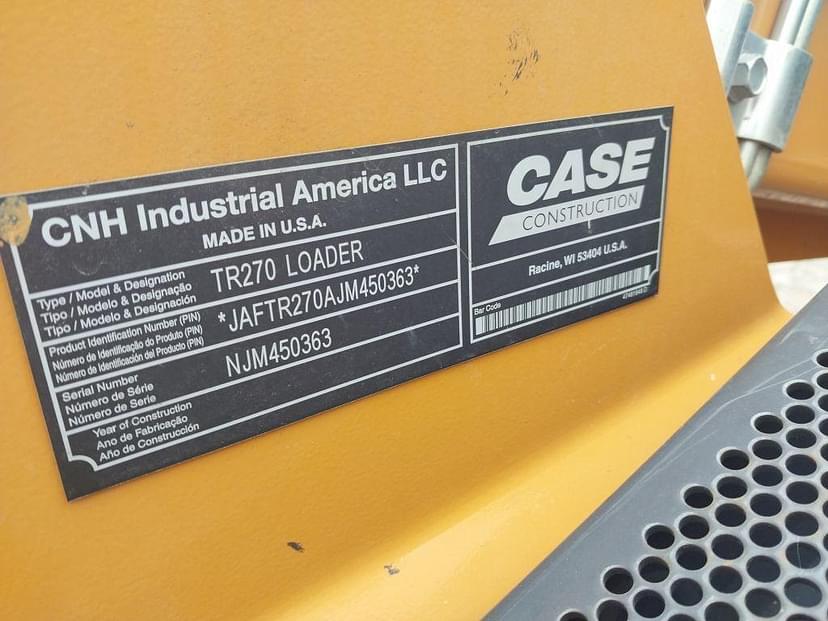 CNH Industrial America LLC
MADE IN U.S.A.
Type / Model & Designation
Tipo / Modelo & Designação
Tipo / Modelo & Designación
TR270 LOADER
Product Identification Number (PIN)
Número de Identificação do Produto (PIN)
Número de Identificación del Producto (PIN)
*JAFTR270AJM450363*
Serial Number
Número de Série
Número de Serie
NJM450363
Year of Construction
Ano de Fabricação
Año de Construcción
CASE
CONSTRUCTION
Racine, WI 53404 U.S.A.
Bar Code